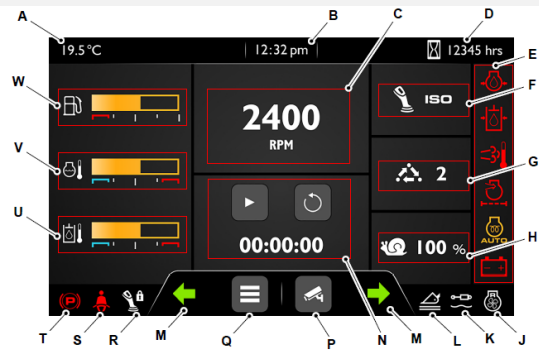 A
B
C
D
19.5°C
12:32 pm
12345 hrs
E
W
F
ISO
2400
RPM
V
G
2
U
AUTO
H
00:00:00
100 %
P
T
S
R
M
Q
P
N
M
L
K
J